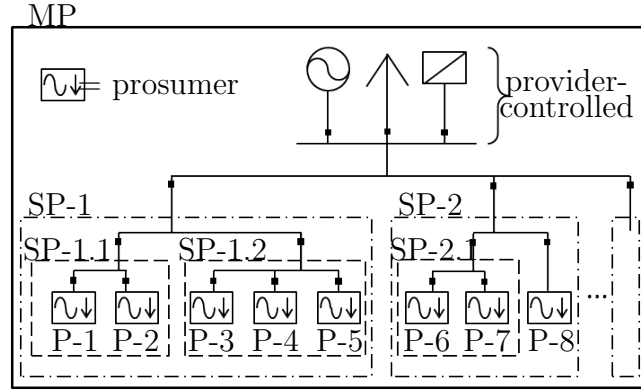 MP
= prosumer
provider-
controlled
SP-1
SP-2
SP-1.1
SP-1.2
SP-2.1
P-1
P-2
P-3
P-4
P-5
P-6
P-7
P-8
...